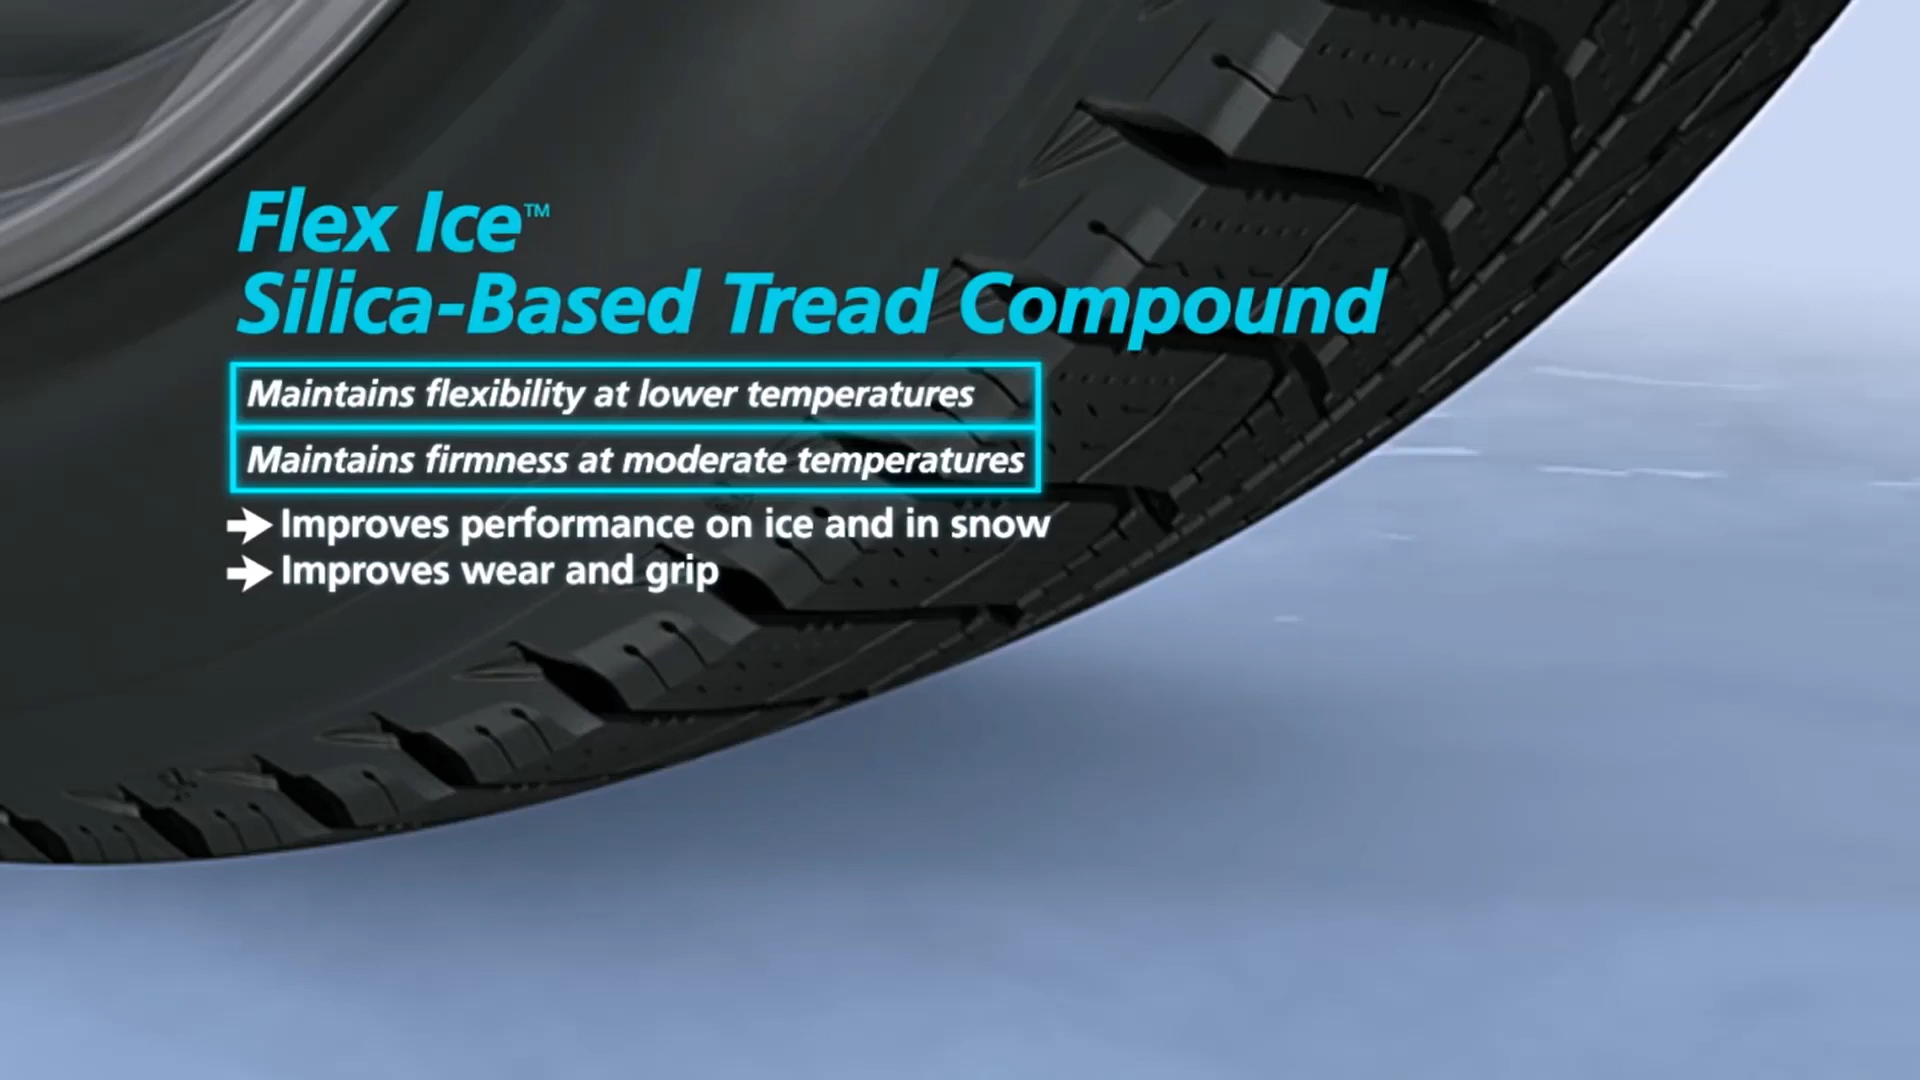 Flex Ice™
Silica-Based Tread Compound
Maintains flexibility at lower temperatures
Maintains firmness at moderate temperatures
Improves performance on ice and in snow
Improves wear and grip